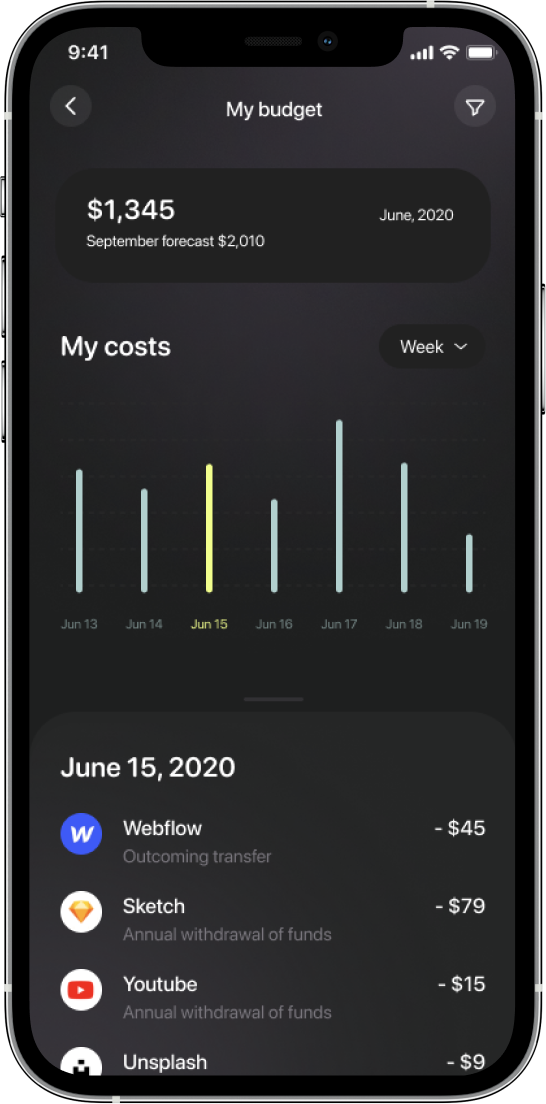 9:41
My budget
$1,345
June, 2020
September forecast $2,010
My costs
Week
Jun 13
Jun 14
Jun 15
Jun 16
Jun 17
Jun 18
Jun 19
June 15, 2020
Webflow
- $45
Outcoming transfer
Sketch
- $79
Annual withdrawal of funds
Youtube
- $15
Annual withdrawal of funds
Unsplash
- $9